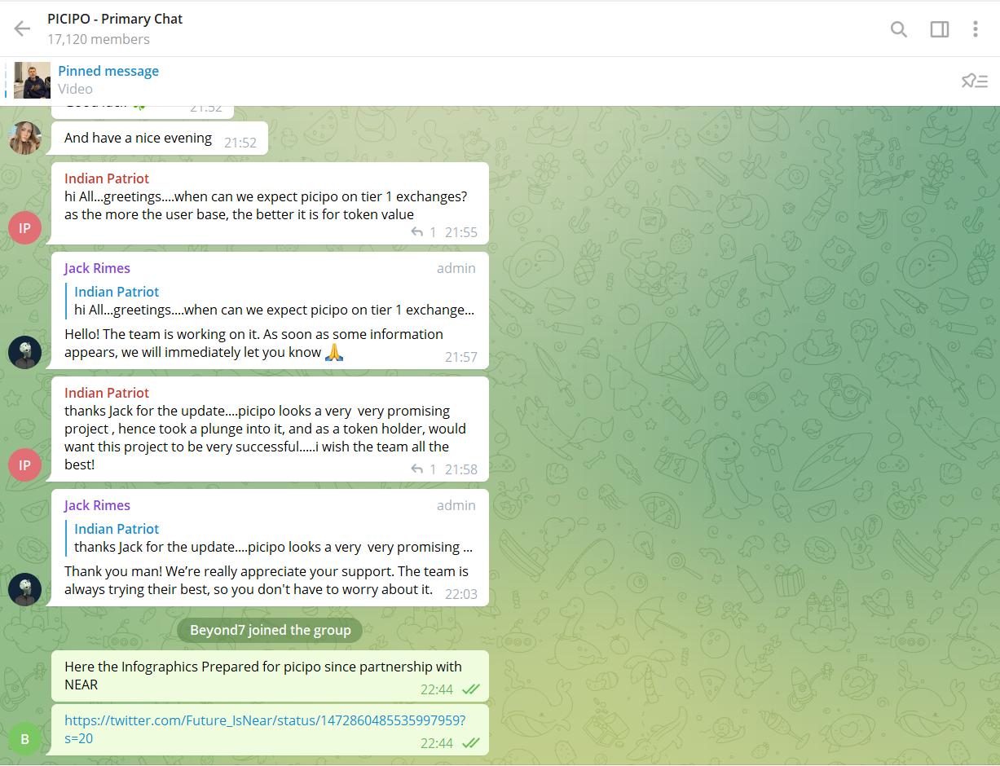 PICIPO - Primary Chat
17,120 members
Pinned message
Video
21:52
And have a nice evening 21:52
Indian Patriot
hi All...greetings....when can we expect picipo on tier 1 exchanges?
as the more the user base, the better it is for token value
1 21:55
IP
Jack Rimes admin
Indian Patriot
hi All...greetings....when can we expect picipo on tier 1 exchange...
Hello! The team is working on it. As soon as some information
appears, we will immediately let you know 🙏 21:57
Indian Patriot
thanks Jack for the update....picipo looks a very  very promising
project , hence took a plunge into it, and as a token holder, would
want this project to be very successful.....i wish the team all the
best! 1 21:58
IP
Jack Rimes admin
Indian Patriot
thanks Jack for the update....picipo looks a very  very promising ...
Thank you man! We’re really appreciate your support. The team is
always trying their best, so you don't have to worry about it. 22:03
Beyond7 joined the group
Here the Infographics Prepared for picipo since partnership with
NEAR 22:44
https://twitter.com/Future_IsNear/status/1472860485535997959?
s=20 22:44
B